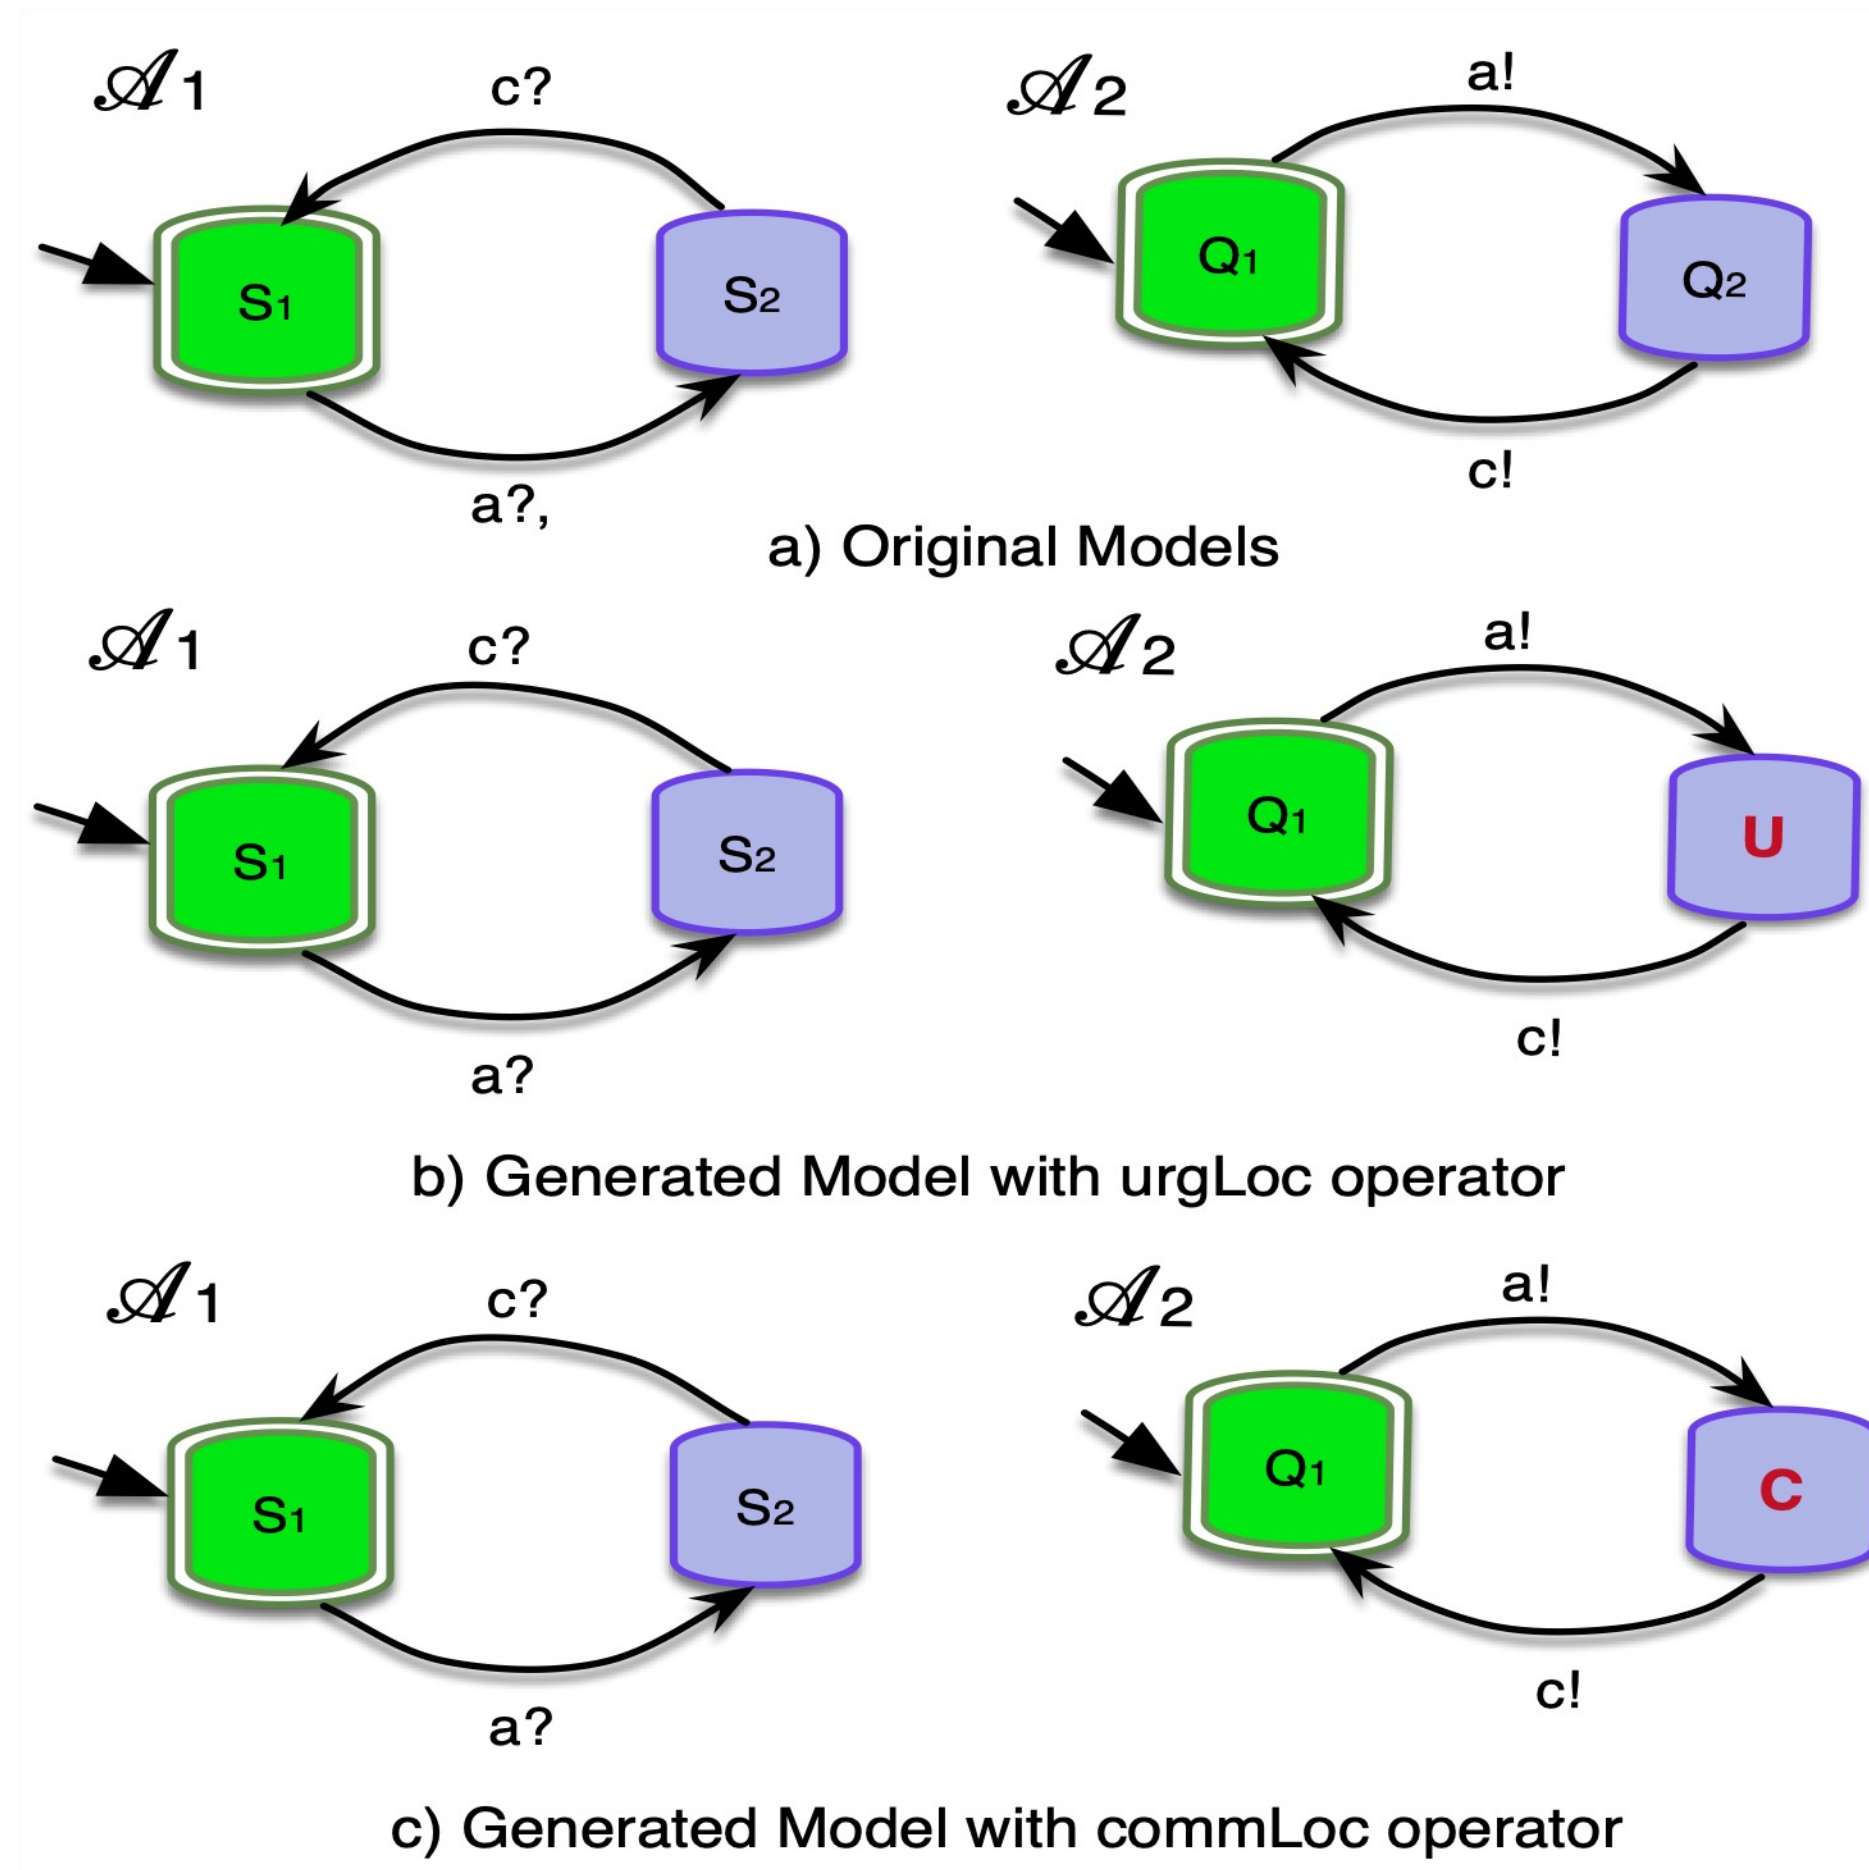 𝒜1
c?
S1
S2
a?,
𝒜2
a!
Q1
Q2
c!
a) Original Models
𝒜1
c?
S1
S2
a?
𝒜2
a!
Q1
U
c!
b) Generated Model with urgLoc operator
𝒜1
c?
S1
S2
a?
𝒜2
a!
Q1
C
c!
c) Generated Model with commLoc operator